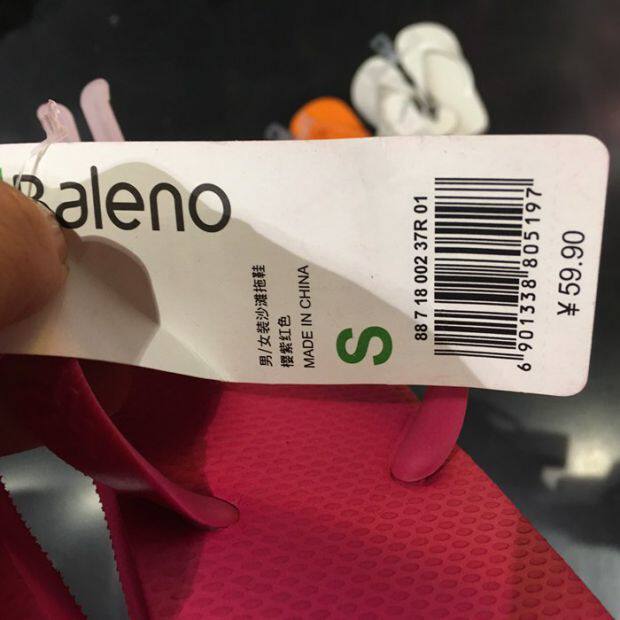 Baleno
男/女装沙滩拖鞋
樱紫红色
MADE IN CHINA
S
88 7 18 002 37R 01
6 901338 805197
￥59.90